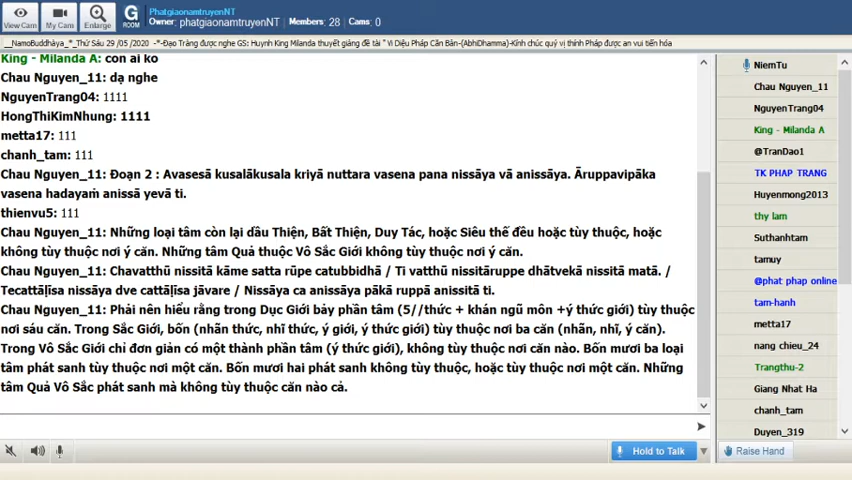 PhatgiaonamtruyenNT
Owner: phatgiaonamtruyenNT   Members: 28   Cams: 0
View Cam   My Cam   Enlarge   G ROOM
__NamoBuddhàya_*_Thứ Sáu 29 /05 /2020  -*-Đạo Tràng được nghe GS: Huynh King Milanda thuyết giảng đề tài " Vi Diệu Pháp Căn Bản-(AbhiDhamma)-Kính chúc quý vị thính Pháp được an vui tiến hóa
King - Milanda A: con ai ko
Chau Nguyen_11: dạ nghe
NguyenTrang04: 1111
HongThiKimNhung: 1111
metta17: 111
chanh_tam: 111
Chau Nguyen_11: Đoạn 2 : Avasesā kusalākusala kriyā nuttara vasena pana nissāya vā anissāya. Āruppavipāka
vasena hadayaṁ anissā yevā ti.
thienvu5: 111
Chau Nguyen_11: Những loại tâm còn lại dầu Thiện, Bất Thiện, Duy Tác, hoặc Siêu thế đều hoặc tùy thuộc, hoặc
không tùy thuộc nơi ý căn. Những tâm Quả thuộc Vô Sắc Giới không tùy thuộc nơi ý căn.
Chau Nguyen_11: Chavatthū nissitā kāme satta rūpe catubbidhā / Ti vatthū nissitāruppe dhātvekā nissitā matā. /
Tecattāḷīsa nissāya dve cattāḷīsa jāvare / Nissāya ca anissāya pākā ruppā anissitā ti.
Chau Nguyen_11: Phải nên hiểu rằng trong Dục Giới bảy phần tâm (5//thức + khán ngũ môn +ý thức giới) tùy thuộc
nơi sáu căn. Trong Sắc Giới, bốn (nhãn thức, nhĩ thức, ý giới, ý thức giới) tùy thuộc nơi ba căn (nhãn, nhĩ, ý căn).
Trong Vô Sắc Giới chỉ đơn giản có một thành phần tâm (ý thức giới), không tùy thuộc nơi căn nào. Bốn mươi ba loại
tâm phát sanh tùy thuộc nơi một căn. Bốn mươi hai phát sanh không tùy thuộc, hoặc tùy thuộc nơi một căn. Những
tâm Quả Vô Sắc phát sanh mà không tùy thuộc căn nào cả.
NiemTu
Chau Nguyen_11
NguyenTrang04
King - Milanda A
@TranDao1
TK PHAP TRANG
Huyenmong2013
thy lam
Suthanhtam
tamuy
@phat phap online
tam-hanh
metta17
nang chieu_24
Trangthu-2
Giang Nhat Ha
chanh_tam
Duyen_319
Hold to Talk
Raise Hand